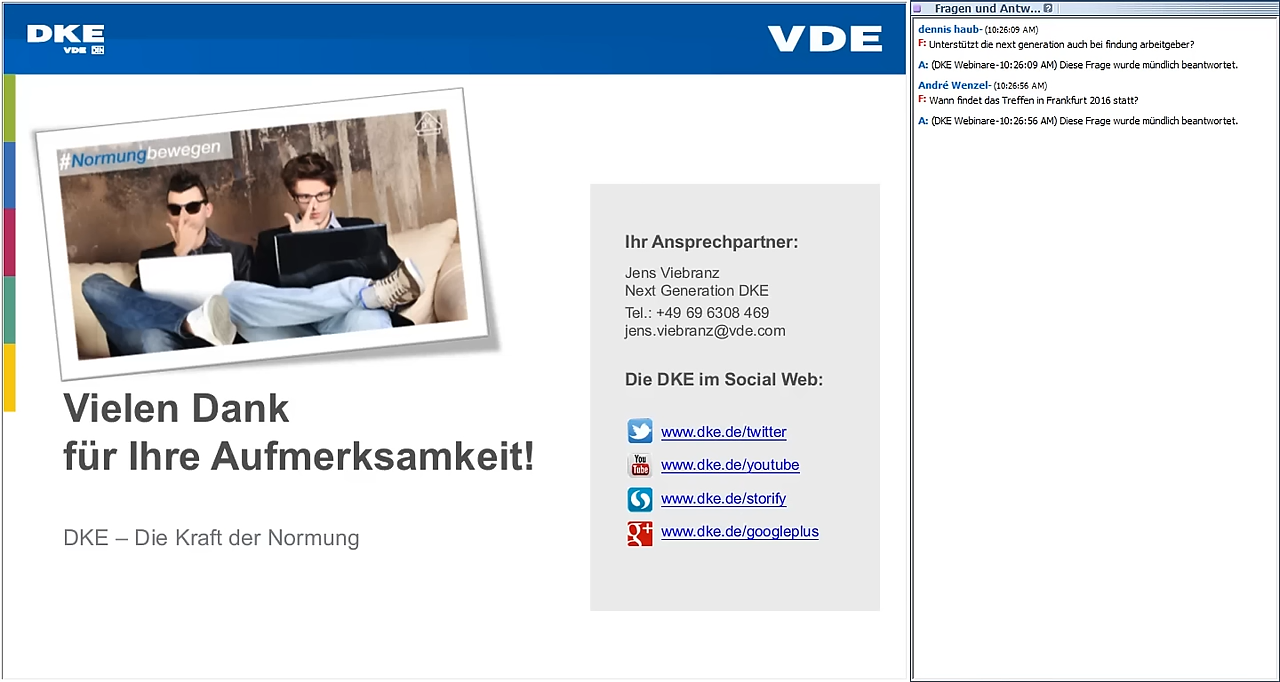 DKE
VDE
VDE
#Normungbewegen
Vielen Dank
für Ihre Aufmerksamkeit!
DKE – Die Kraft der Normung
Ihr Ansprechpartner:
Jens Viebranz
Next Generation DKE
Tel.: +49 69 6308 469
jens.viebranz@vde.com
Die DKE im Social Web:
www.dke.de/twitter
You
Tube
www.dke.de/youtube
www.dke.de/storify
g+
www.dke.de/googleplus
Fragen und Antw... ?
dennis haub- (10:26:09 AM)
F: Unterstützt die next generation auch bei findung arbeitgeber?
A: (DKE Webinare-10:26:09 AM) Diese Frage wurde mündlich beantwortet.
André Wenzel- (10:26:56 AM)
F: Wann findet das Treffen in Frankfurt 2016 statt?
A: (DKE Webinare-10:26:56 AM) Diese Frage wurde mündlich beantwortet.